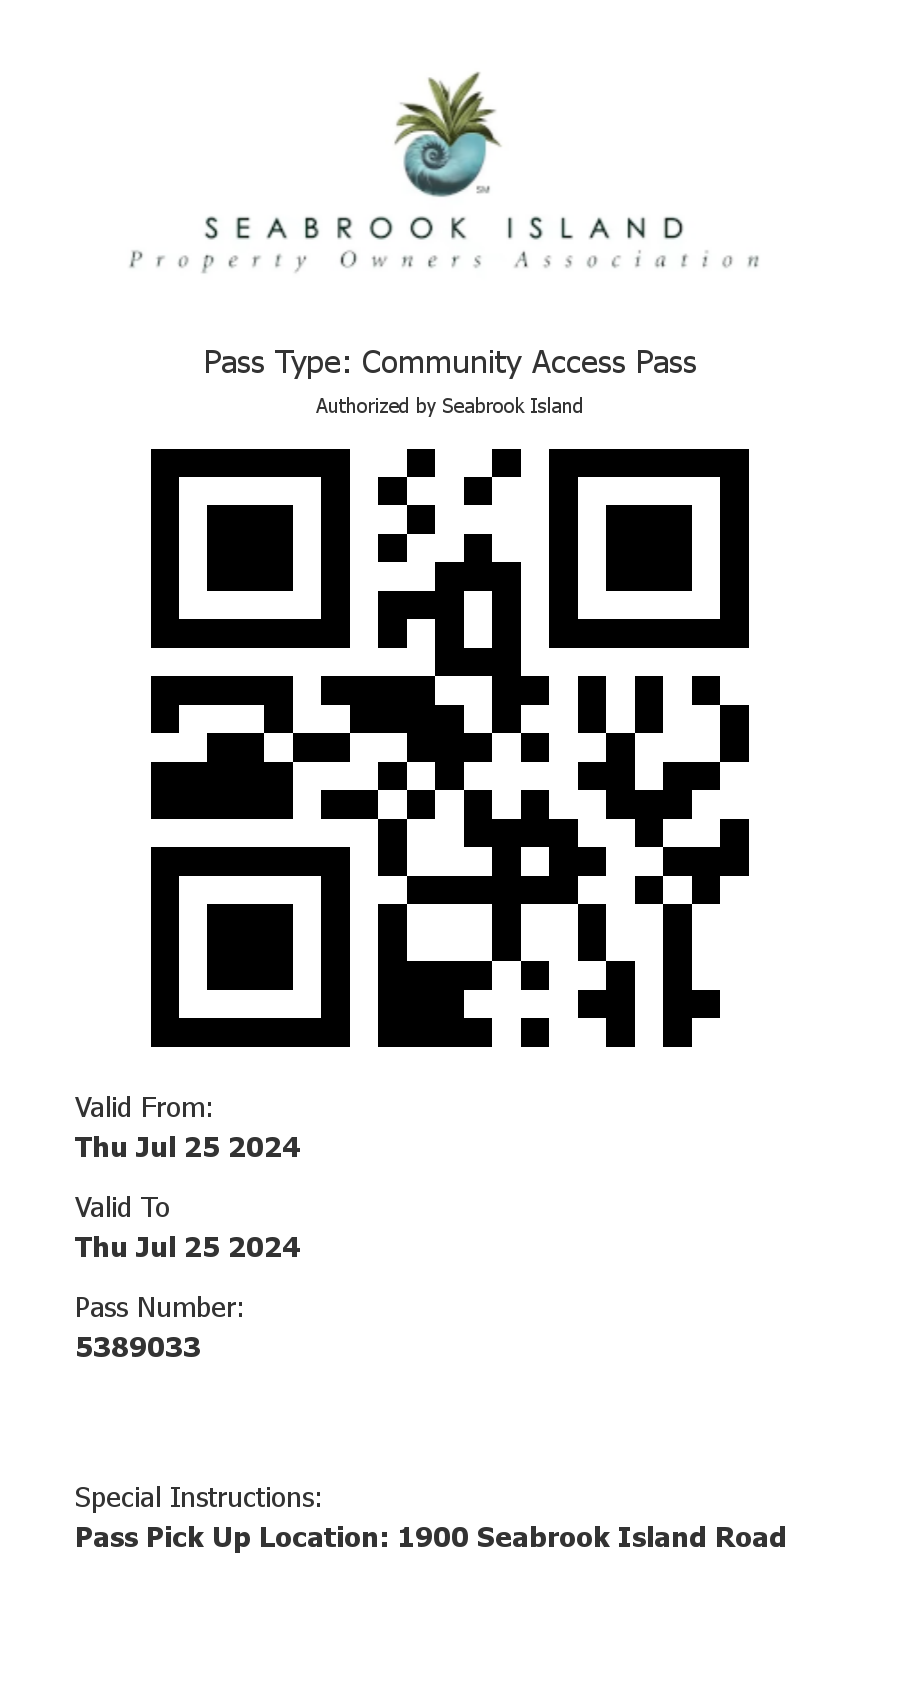 SM
SEABROOK ISLAND
Property Owners Association
Pass Type: Community Access Pass
Authorized by Seabrook Island
Valid From:
Thu Jul 25 2024
Valid To
Thu Jul 25 2024
Pass Number:
5389033
Special Instructions:
Pass Pick Up Location: 1900 Seabrook Island Road